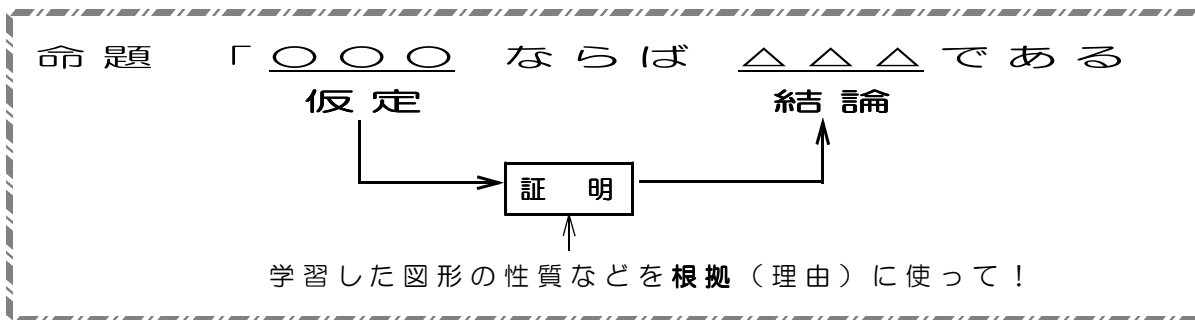 命題 「○○○ ならば △△△である
仮定 結論
証 明
学習した図形の性質などを根拠（理由）に使って！